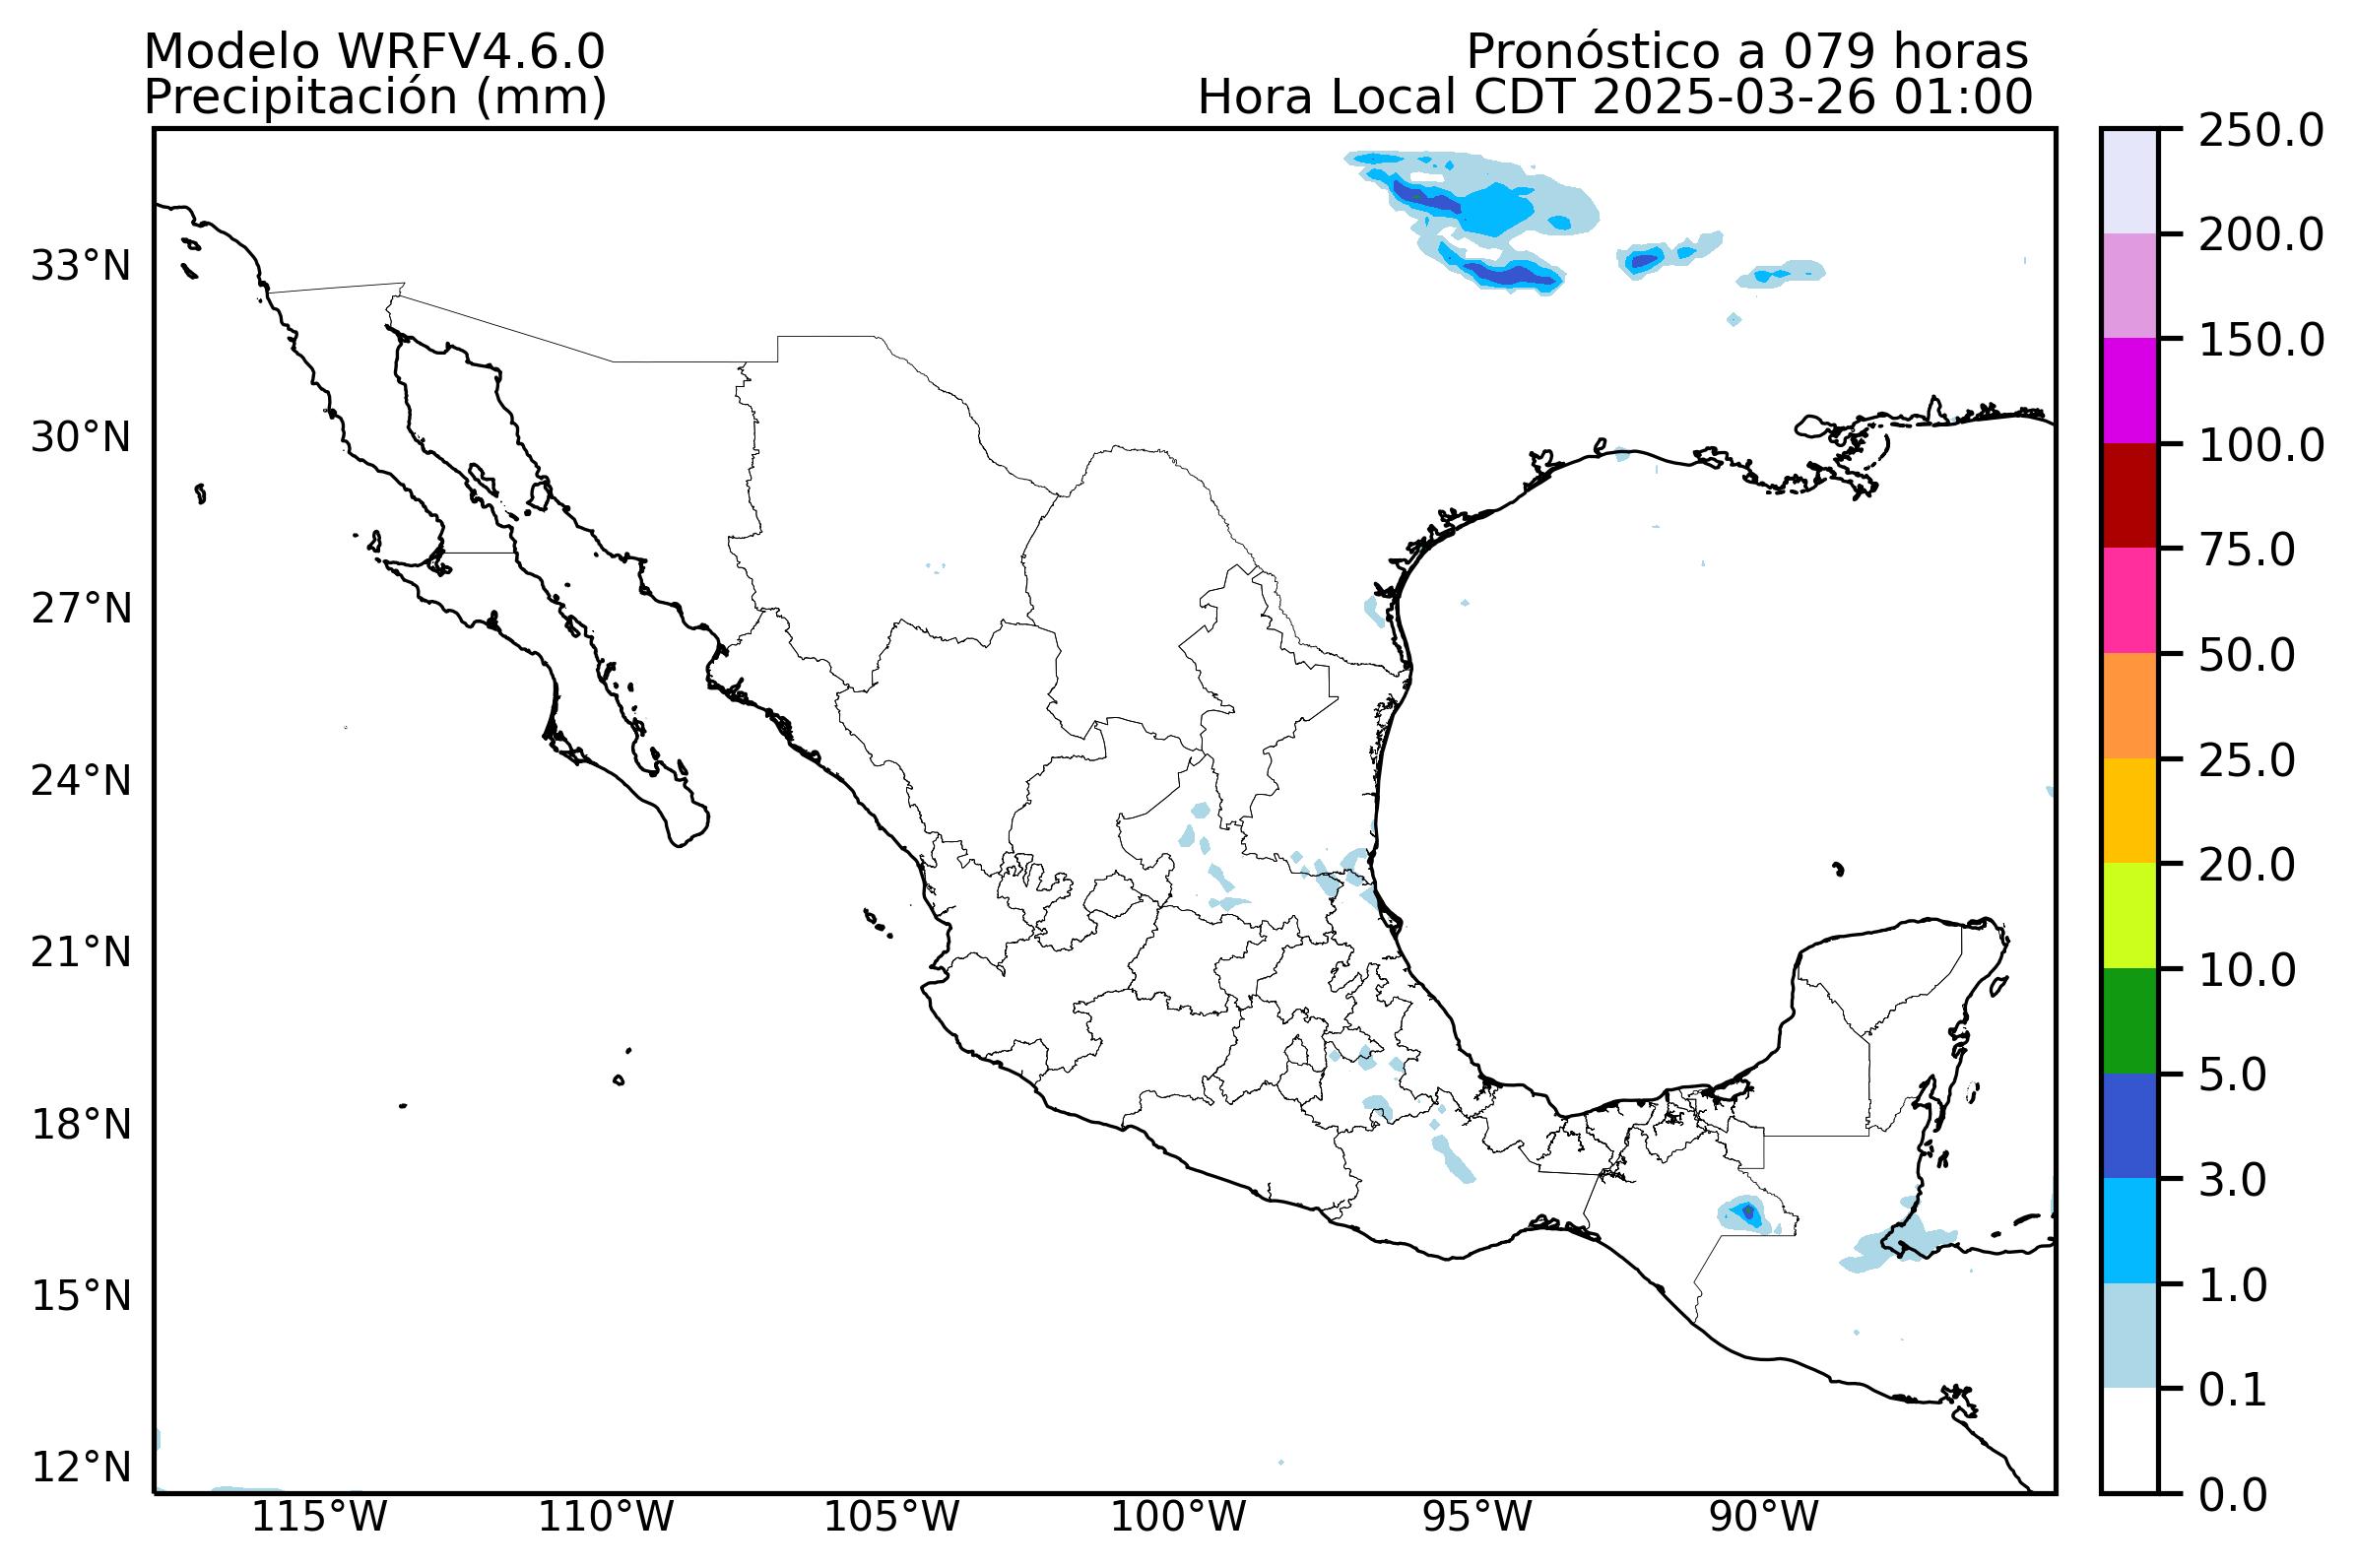 Modelo WRFV4.6.0
Precipitación (mm)
Pronóstico a 079 horas
Hora Local CDT 2025-03-26 01:00
33°N
30°N
27°N
24°N
21°N
18°N
15°N
12°N
115°W
110°W
105°W
100°W
95°W
90°W
250.0
200.0
150.0
100.0
75.0
50.0
25.0
20.0
10.0
5.0
3.0
1.0
0.1
0.0